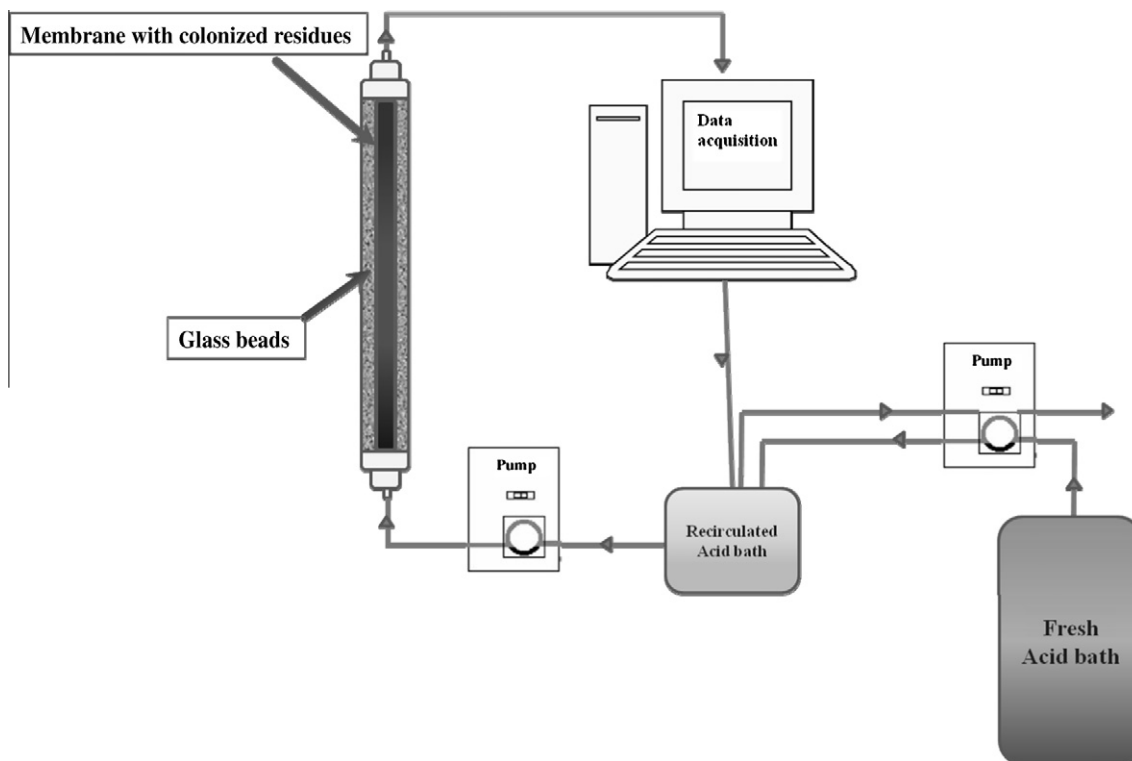 Membrane with colonized residues
Data
acquisition
Glass beads
Pump
Pump
Recirculated
Acid bath
Fresh
Acid bath